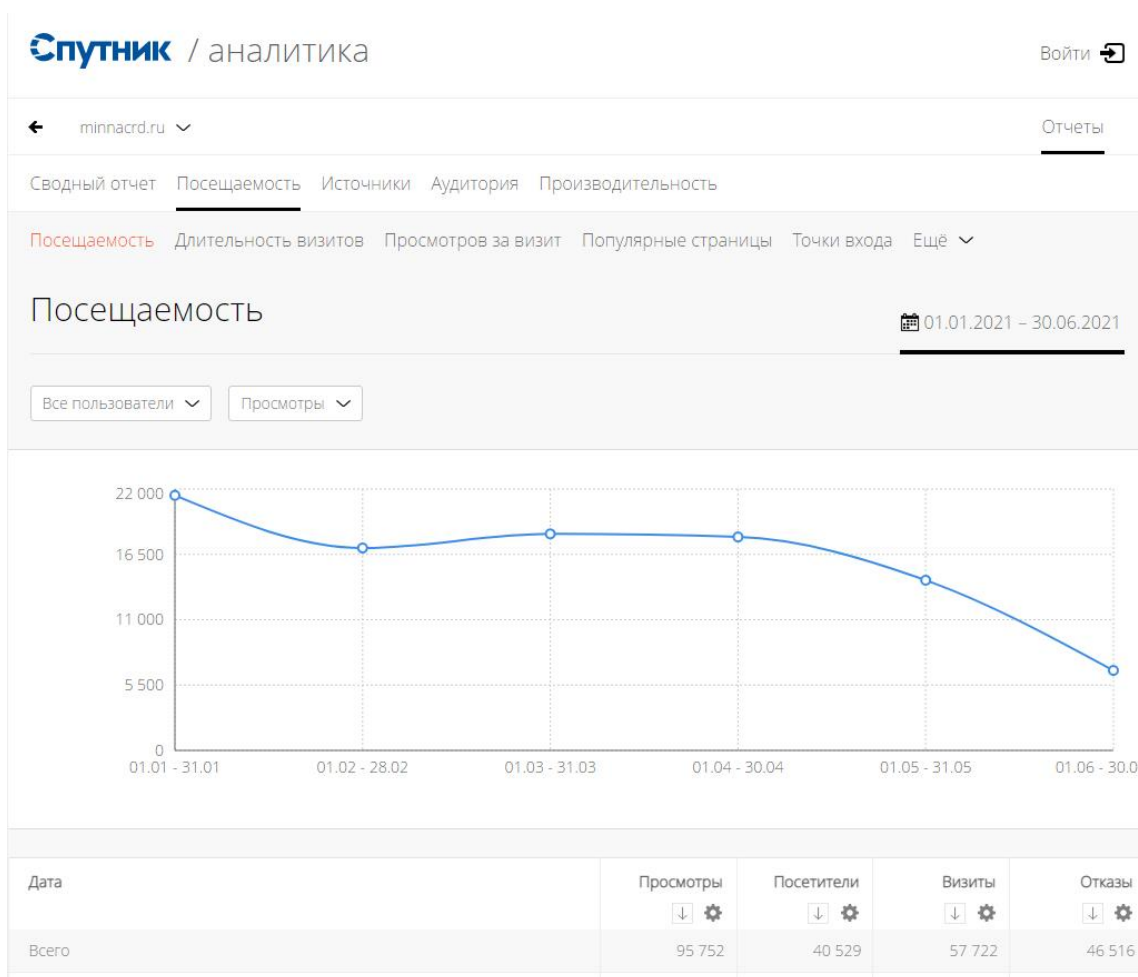 Спутник / аналитика
Войти
minnacrd.ru
Отчеты
Сводный отчет Посещаемость Источники Аудитория Производительность
Посещаемость Длительность визитов Просмотров за визит Популярные страницы Точки входа Ещё
Посещаемость
01.01.2021 – 30.06.2021
Все пользователи Просмотры
22 000
16 500
11 000
5 500
0
01.01 - 31.01 01.02 - 28.02 01.03 - 31.03 01.04 - 30.04 01.05 - 31.05 01.06 - 30.0
Дата Просмотры Посетители Визиты Отказы
Всего 95 752 40 529 57 722 46 516